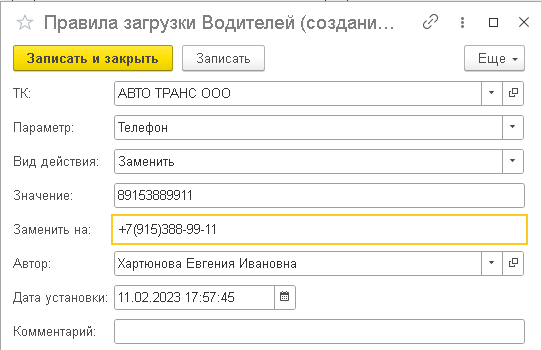 Правила загрузки Водителей (создани...
Записать и закрыть Записать Еще
ТК: АВТО ТРАНС ООО
Параметр: Телефон
Вид действия: Заменить
Значение: 89153889911
Заменить на: +7(915)388-99-11
Автор: Хартюнова Евгения Ивановна
Дата установки: 11.02.2023 17:57:45
Комментарий: